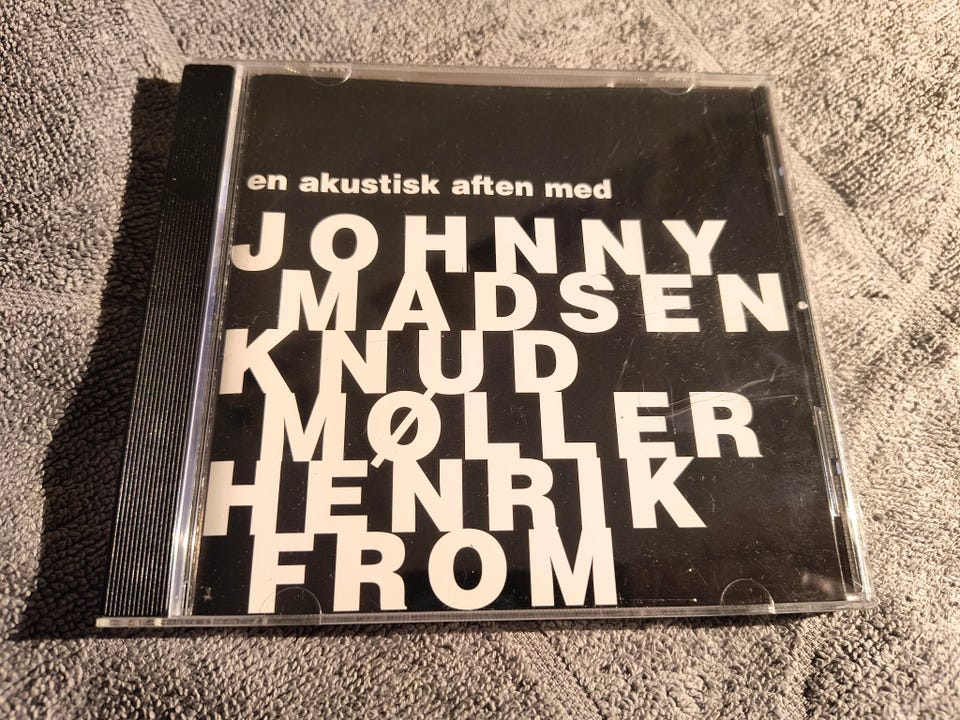 en akustisk aften med
JOHNNY
MADSEN
KNUD
MØLLER
HENRIK
FROM